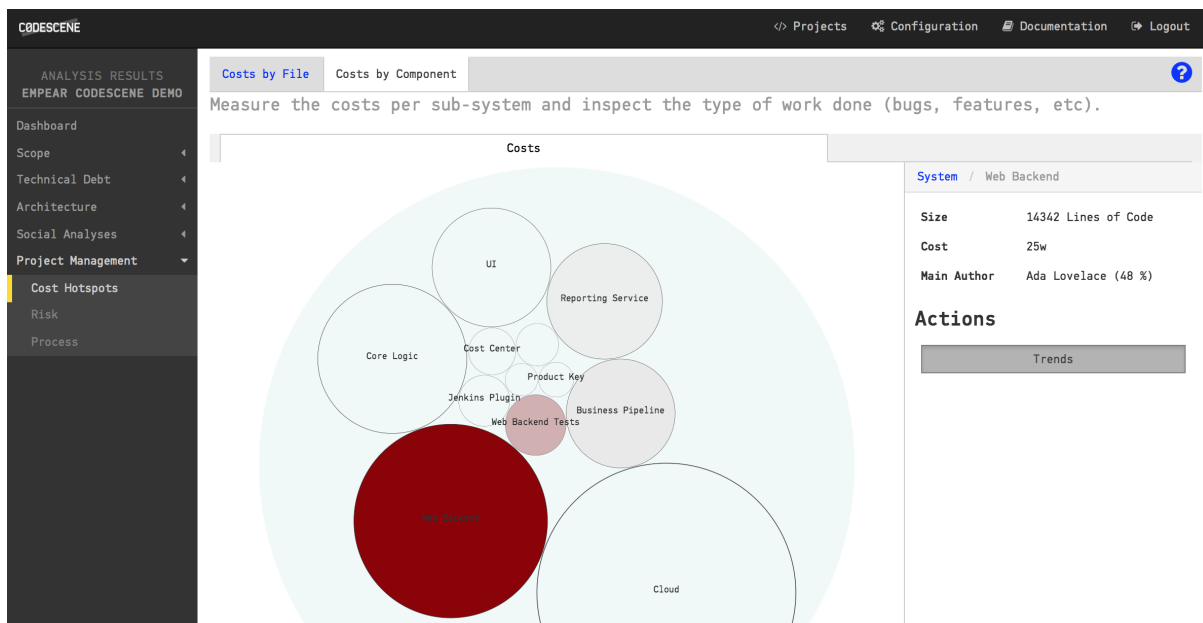 CØDESCENE
</> Projects
Configuration
Documentation
Logout
ANALYSIS RESULTS
EMPEAR CODESCENE DEMO
Dashboard
Scope
Technical Debt
Architecture
Social Analyses
Project Management
Cost Hotspots
Risk
Process
Costs by File
Costs by Component
?
Measure the costs per sub-system and inspect the type of work done (bugs, features, etc).
Costs
UI
Reporting Service
Core Logic
Cost Center
Product Key
Jenkins Plugin
Business Pipeline
Web Backend Tests
Web Backend
Cloud
System / Web Backend
Size 14342 Lines of Code
Cost 25w
Main Author Ada Lovelace (48 %)
Actions
Trends